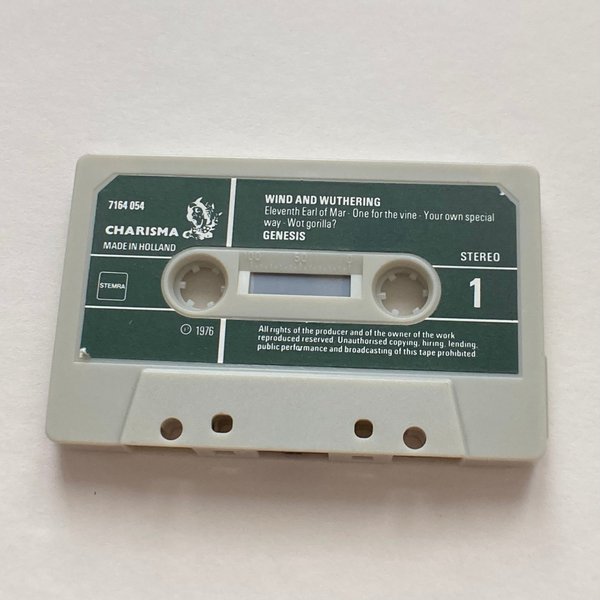 7164 054
CHARISMA
MADE IN HOLLAND
STEMRA
℗ 1976
WIND AND WUTHERING
Eleventh Earl of Mar · One for the vine · Your own special
way · Wot gorilla?
GENESIS
STEREO
1
100 50
All rights of the producer and of the owner of the work
reproduced reserved. Unauthorised copying, hiring, lending,
public performance and broadcasting of this tape prohibited